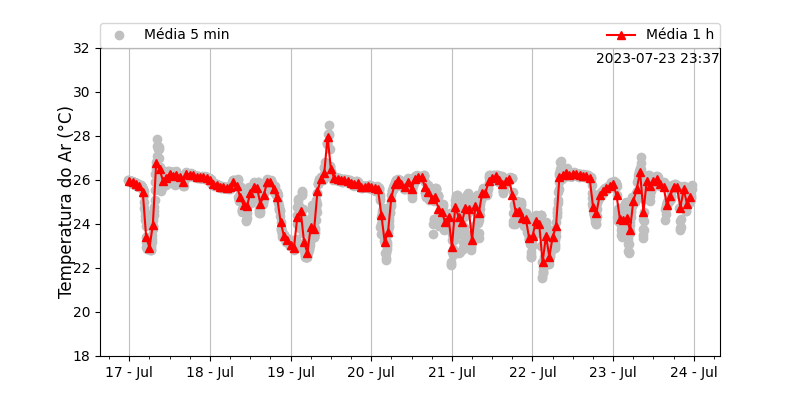 Média 5 min
Média 1 h
2023-07-23 23:37
Temperatura do Ar (°C)
32
30
28
26
24
22
20
18
17 - Jul
18 - Jul
19 - Jul
20 - Jul
21 - Jul
22 - Jul
23 - Jul
24 - Jul